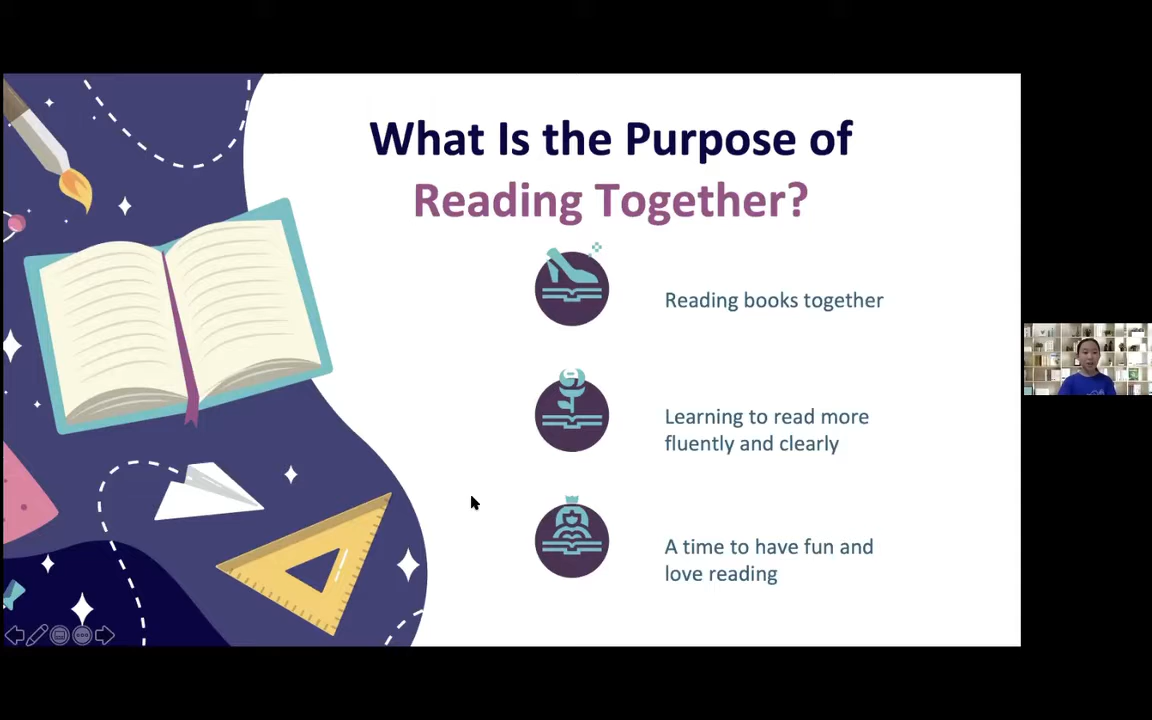 What Is the Purpose of
Reading Together?
Reading books together
Learning to read more
fluently and clearly
A time to have fun and
love reading